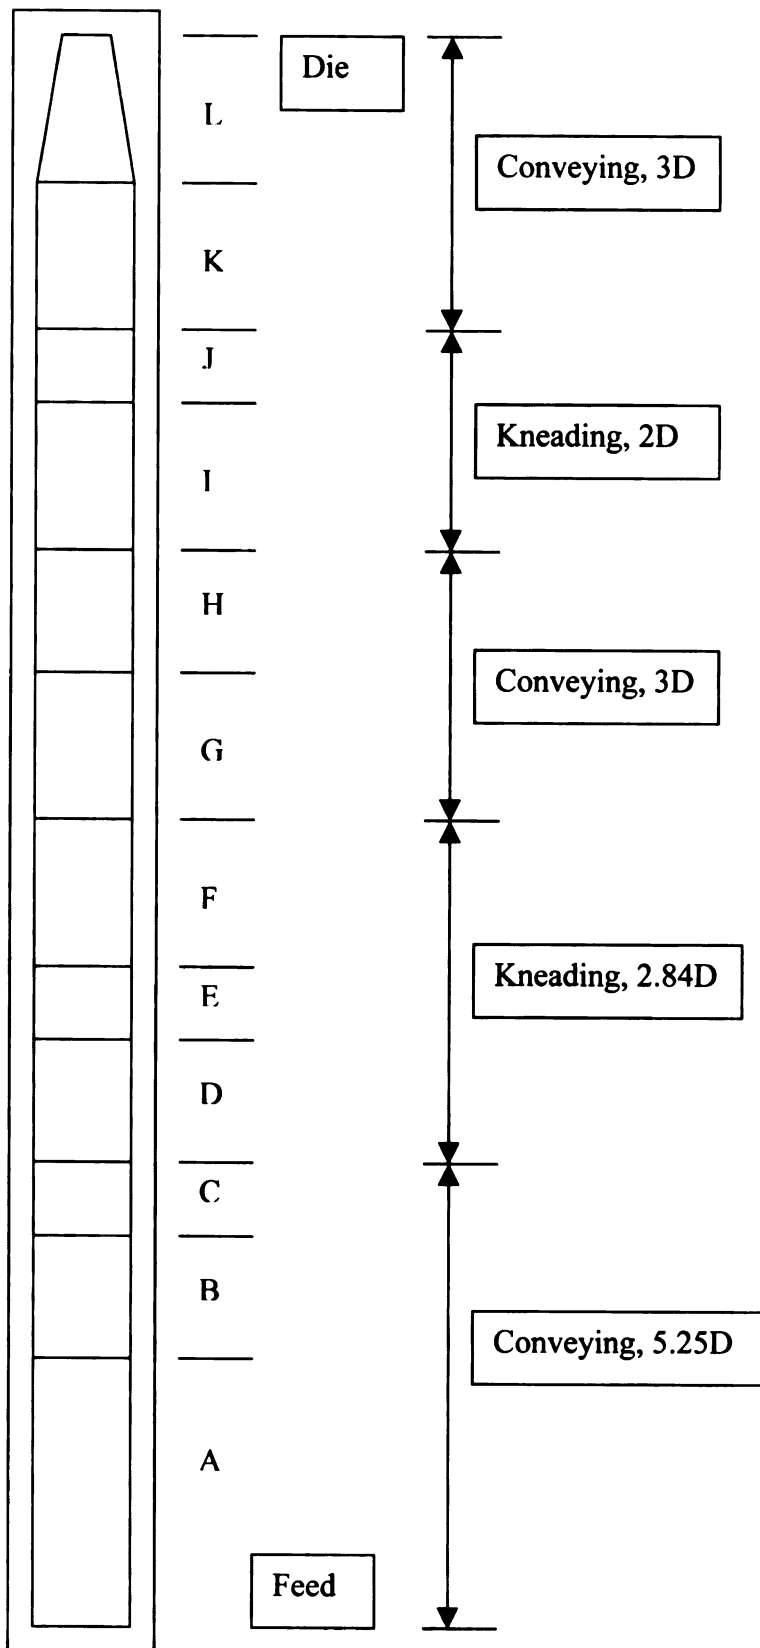 Die
L
Conveying, 3D
K
J
Kneading, 2D
I
H
Conveying, 3D
G
F
Kneading, 2.84D
E
D
C
B
Conveying, 5.25D
A
Feed